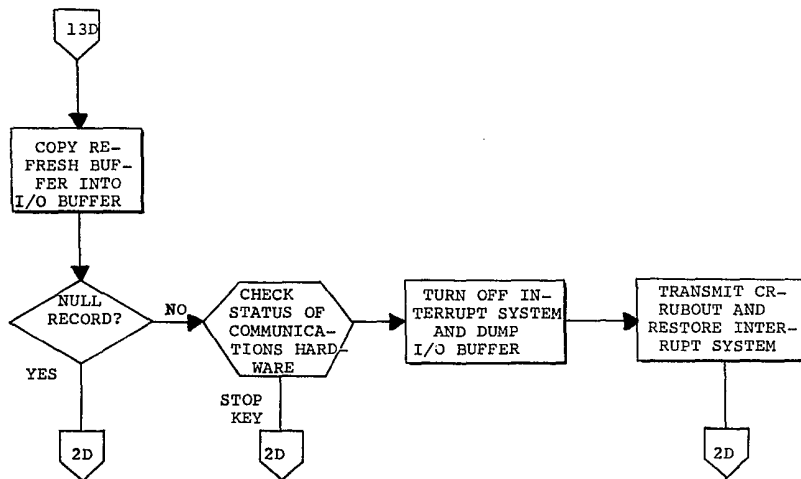 13D
COPY RE-
FRESH BUF-
FER INTO
I/O BUFFER
NULL
RECORD?
NO
YES
2D
CHECK
STATUS OF
COMMUNICA-
TIONS HARD-
WARE
STOP
KEY
2D
TURN OFF IN-
TERRUPT SYSTEM
AND DUMP
I/O BUFFER
TRANSMIT CR-
RUBOUT AND
RESTORE INTER-
RUPT SYSTEM
2D